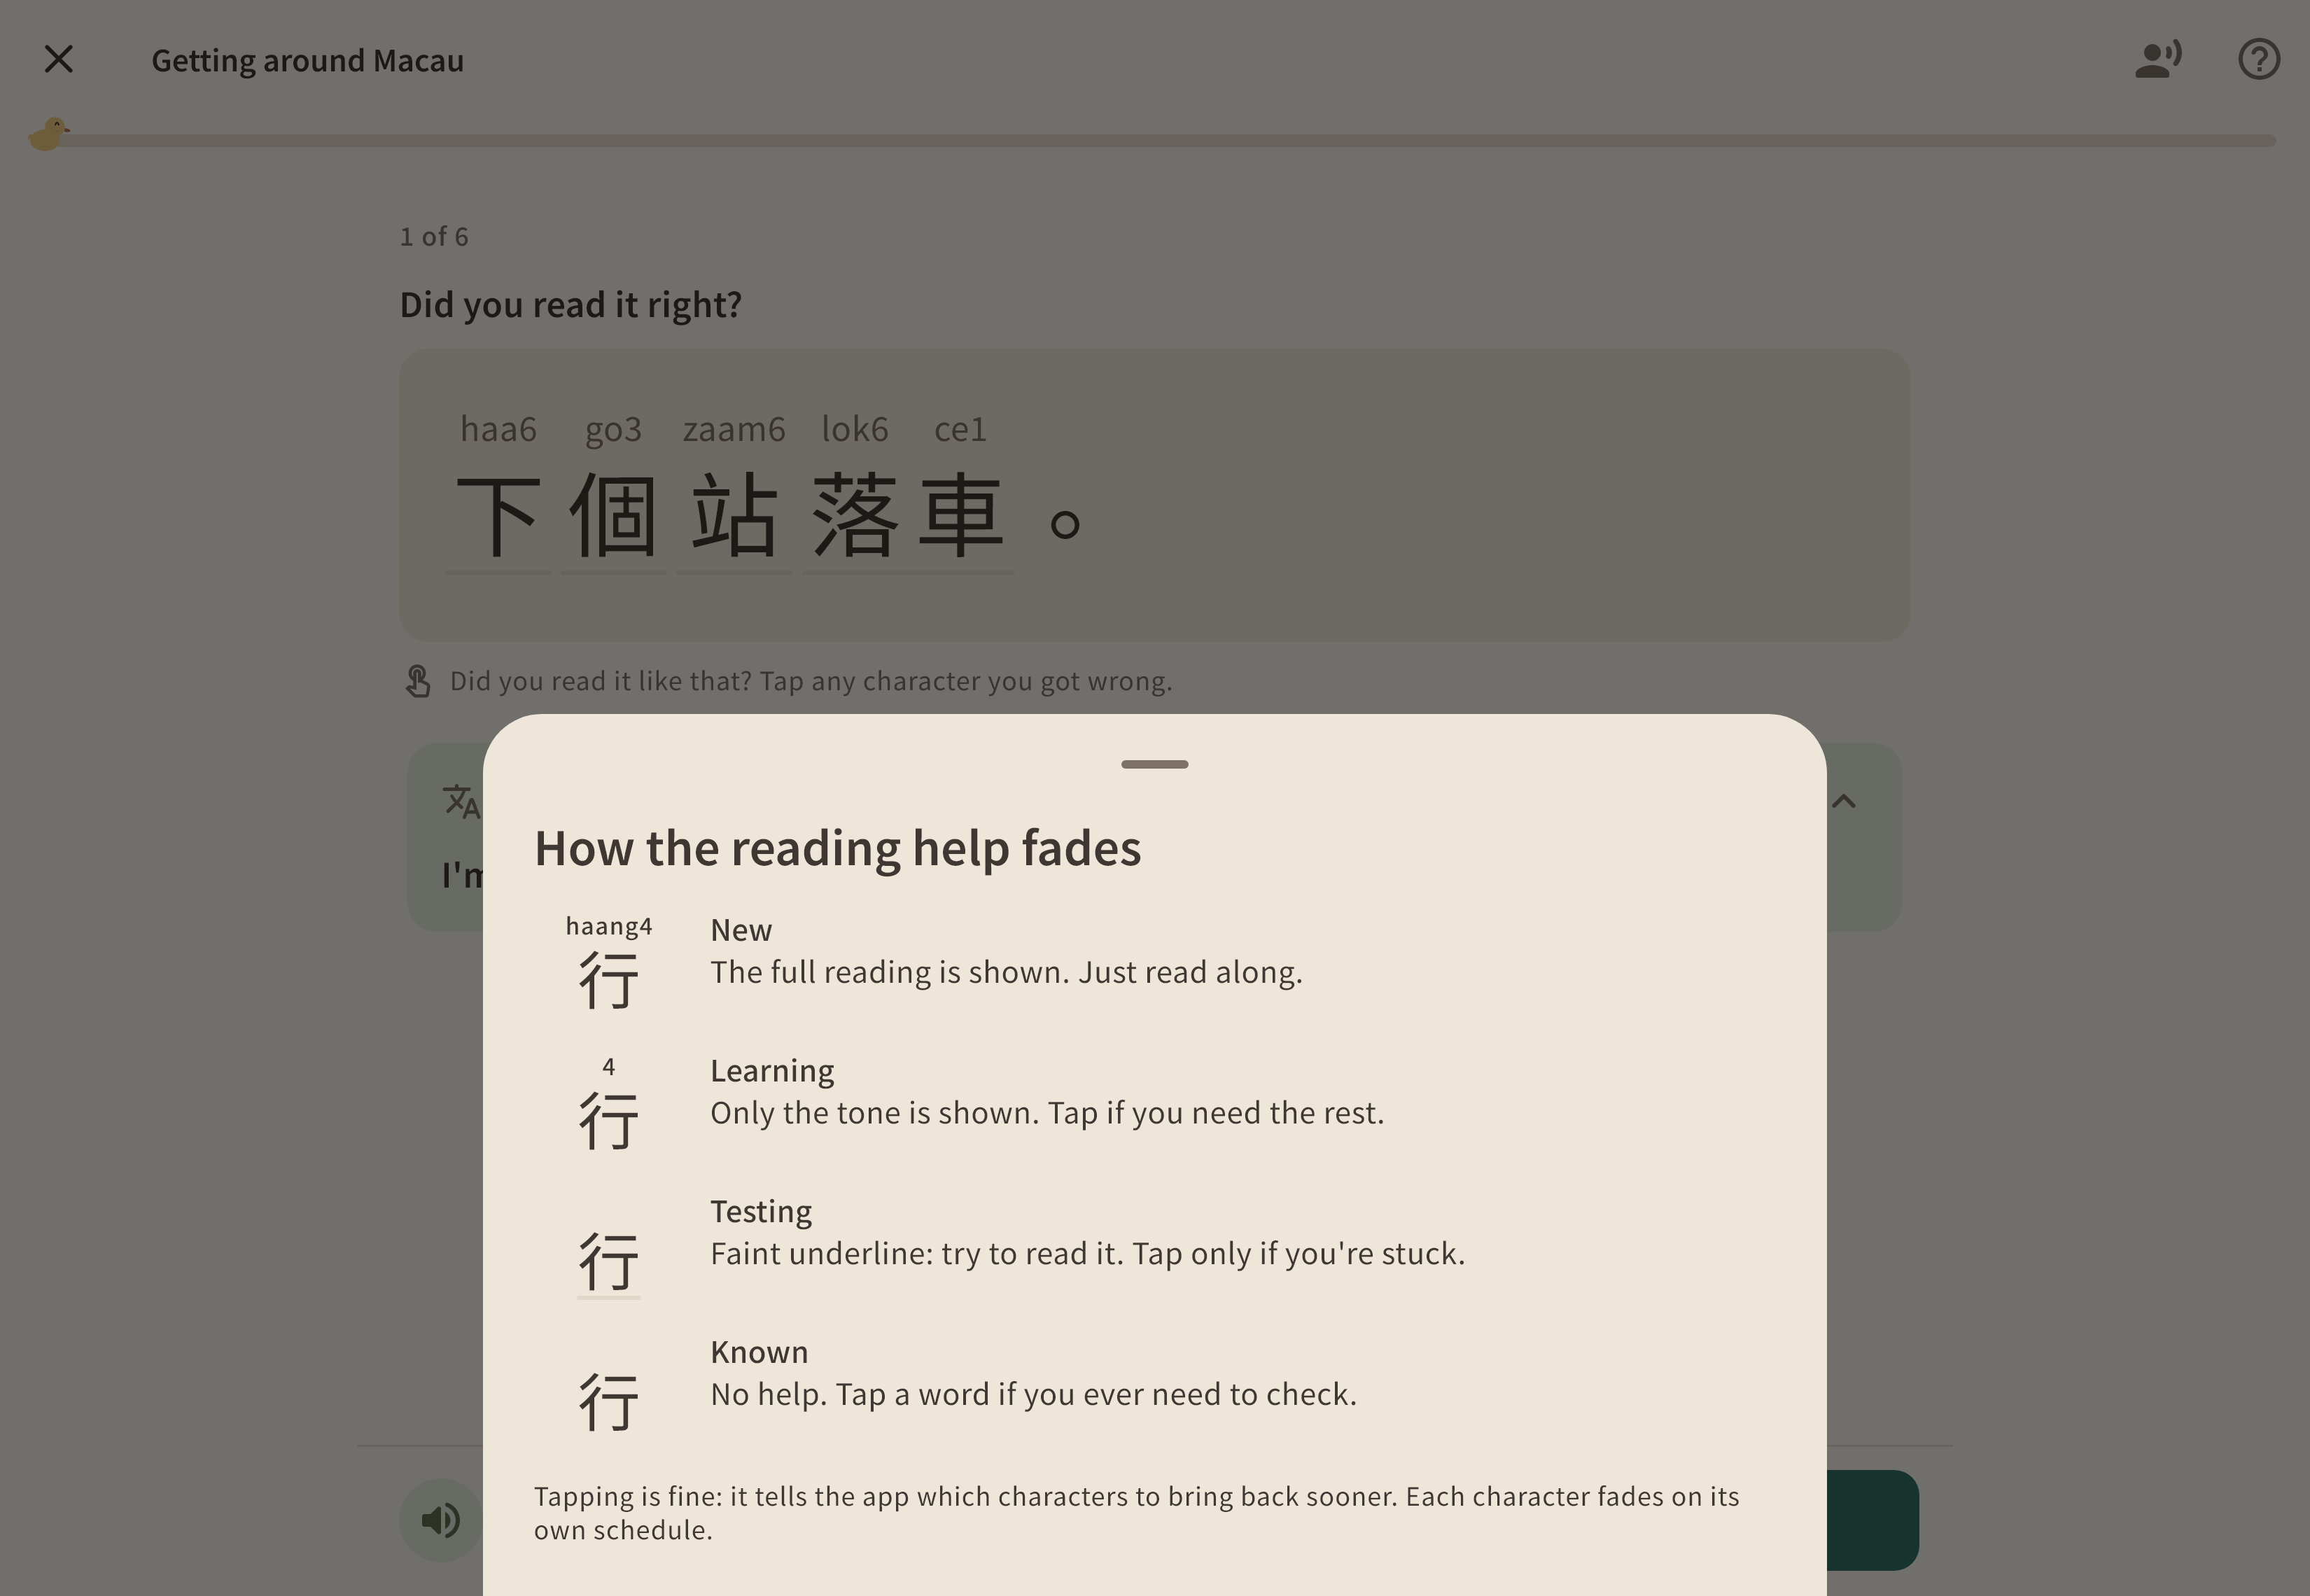 Getting around Macau
1 of 6
Did you read it right?
haa6 go3 zaam6 lok6 ce1
下個站落車。
Did you read it like that? Tap any character you got wrong.
I'm
How the reading help fades
haang4
行
New
The full reading is shown. Just read along.
4
行
Learning
Only the tone is shown. Tap if you need the rest.
行
Testing
Faint underline: try to read it. Tap only if you're stuck.
行
Known
No help. Tap a word if you ever need to check.
Tapping is fine: it tells the app which characters to bring back sooner. Each character fades on its
own schedule.